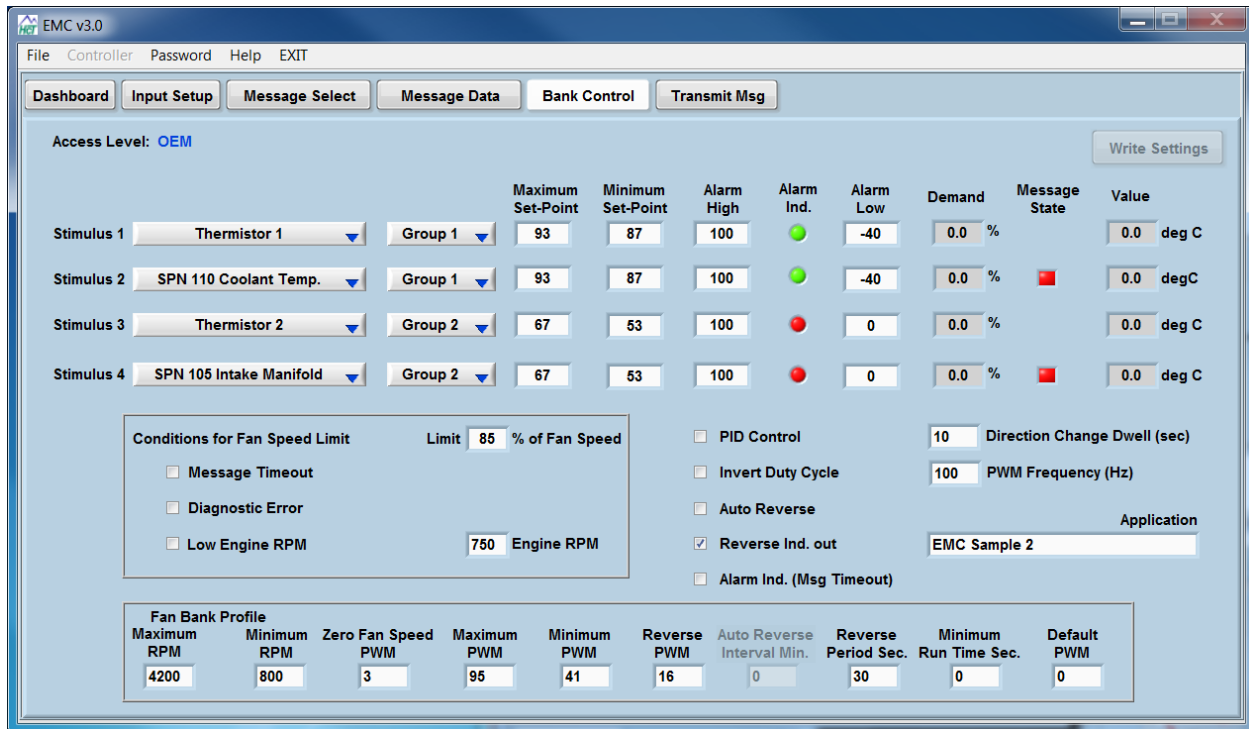 HCT EMC v3.0
File Controller Password Help EXIT
Dashboard Input Setup Message Select Message Data Bank Control Transmit Msg
Access Level: OEM
Write Settings
Maximum Set-Point Minimum Set-Point Alarm High Alarm Ind. Alarm Low Demand Message State Value
Stimulus 1 Thermistor 1 Group 1 93 87 100 -40 0.0 % 0.0 deg C
Stimulus 2 SPN 110 Coolant Temp. Group 1 93 87 100 -40 0.0 % 0.0 degC
Stimulus 3 Thermistor 2 Group 2 67 53 100 0 0.0 % 0.0 deg C
Stimulus 4 SPN 105 Intake Manifold Group 2 67 53 100 0 0.0 % 0.0 deg C
Conditions for Fan Speed Limit Limit 85 % of Fan Speed
Message Timeout
Diagnostic Error
Low Engine RPM 750 Engine RPM
PID Control
Invert Duty Cycle
Auto Reverse
Reverse Ind. out
Alarm Ind. (Msg Timeout)
10 Direction Change Dwell (sec)
100 PWM Frequency (Hz)
Application
EMC Sample 2
Fan Bank Profile
Maximum RPM Minimum RPM Zero Fan Speed PWM Maximum PWM Minimum PWM Reverse PWM Auto Reverse Interval Min. Reverse Period Sec. Minimum Run Time Sec. Default PWM
4200 800 3 95 41 16 0 30 0 0